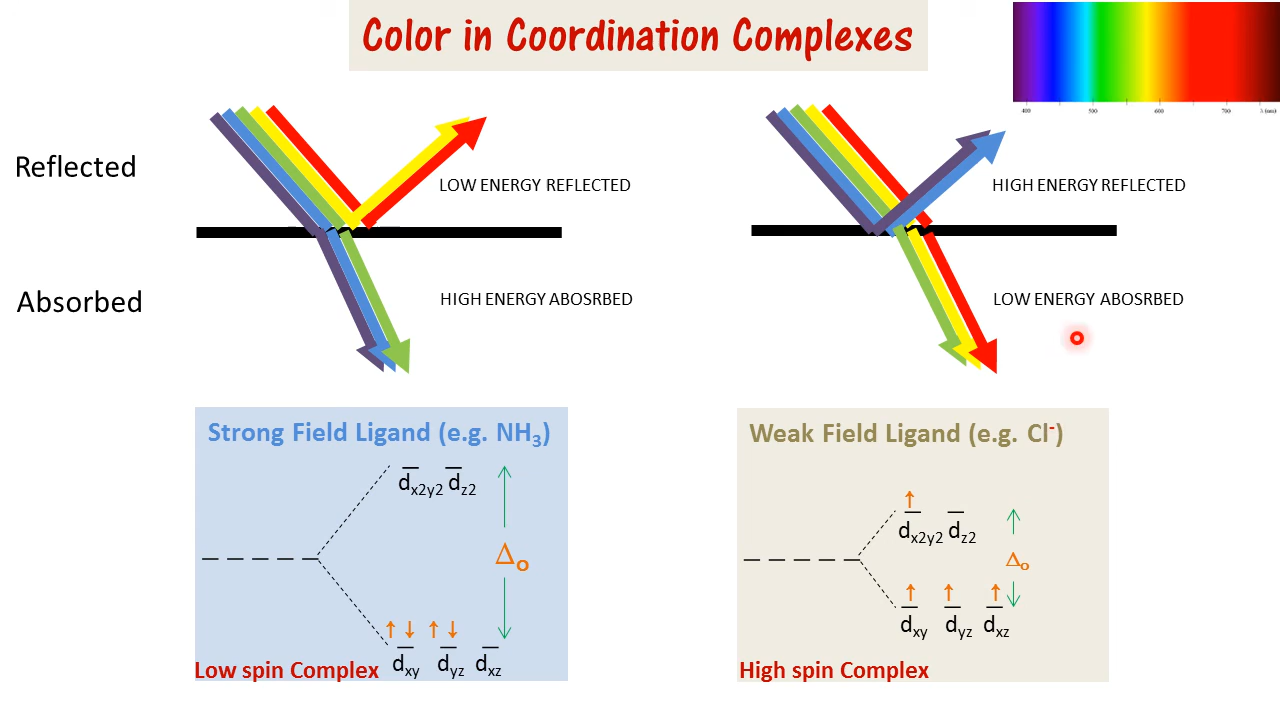 Color in Coordination Complexes
400 500 600 700 λ (nm)
Reflected
LOW ENERGY REFLECTED
HIGH ENERGY REFLECTED
Absorbed
HIGH ENERGY ABOSRBED
LOW ENERGY ABOSRBED
Strong Field Ligand (e.g. NH3)
dx2y2 dz2
Δo
dxy dyz dxz
Low spin Complex
Weak Field Ligand (e.g. Cl-)
dx2y2 dz2
Δo
dxy dyz dxz
High spin Complex